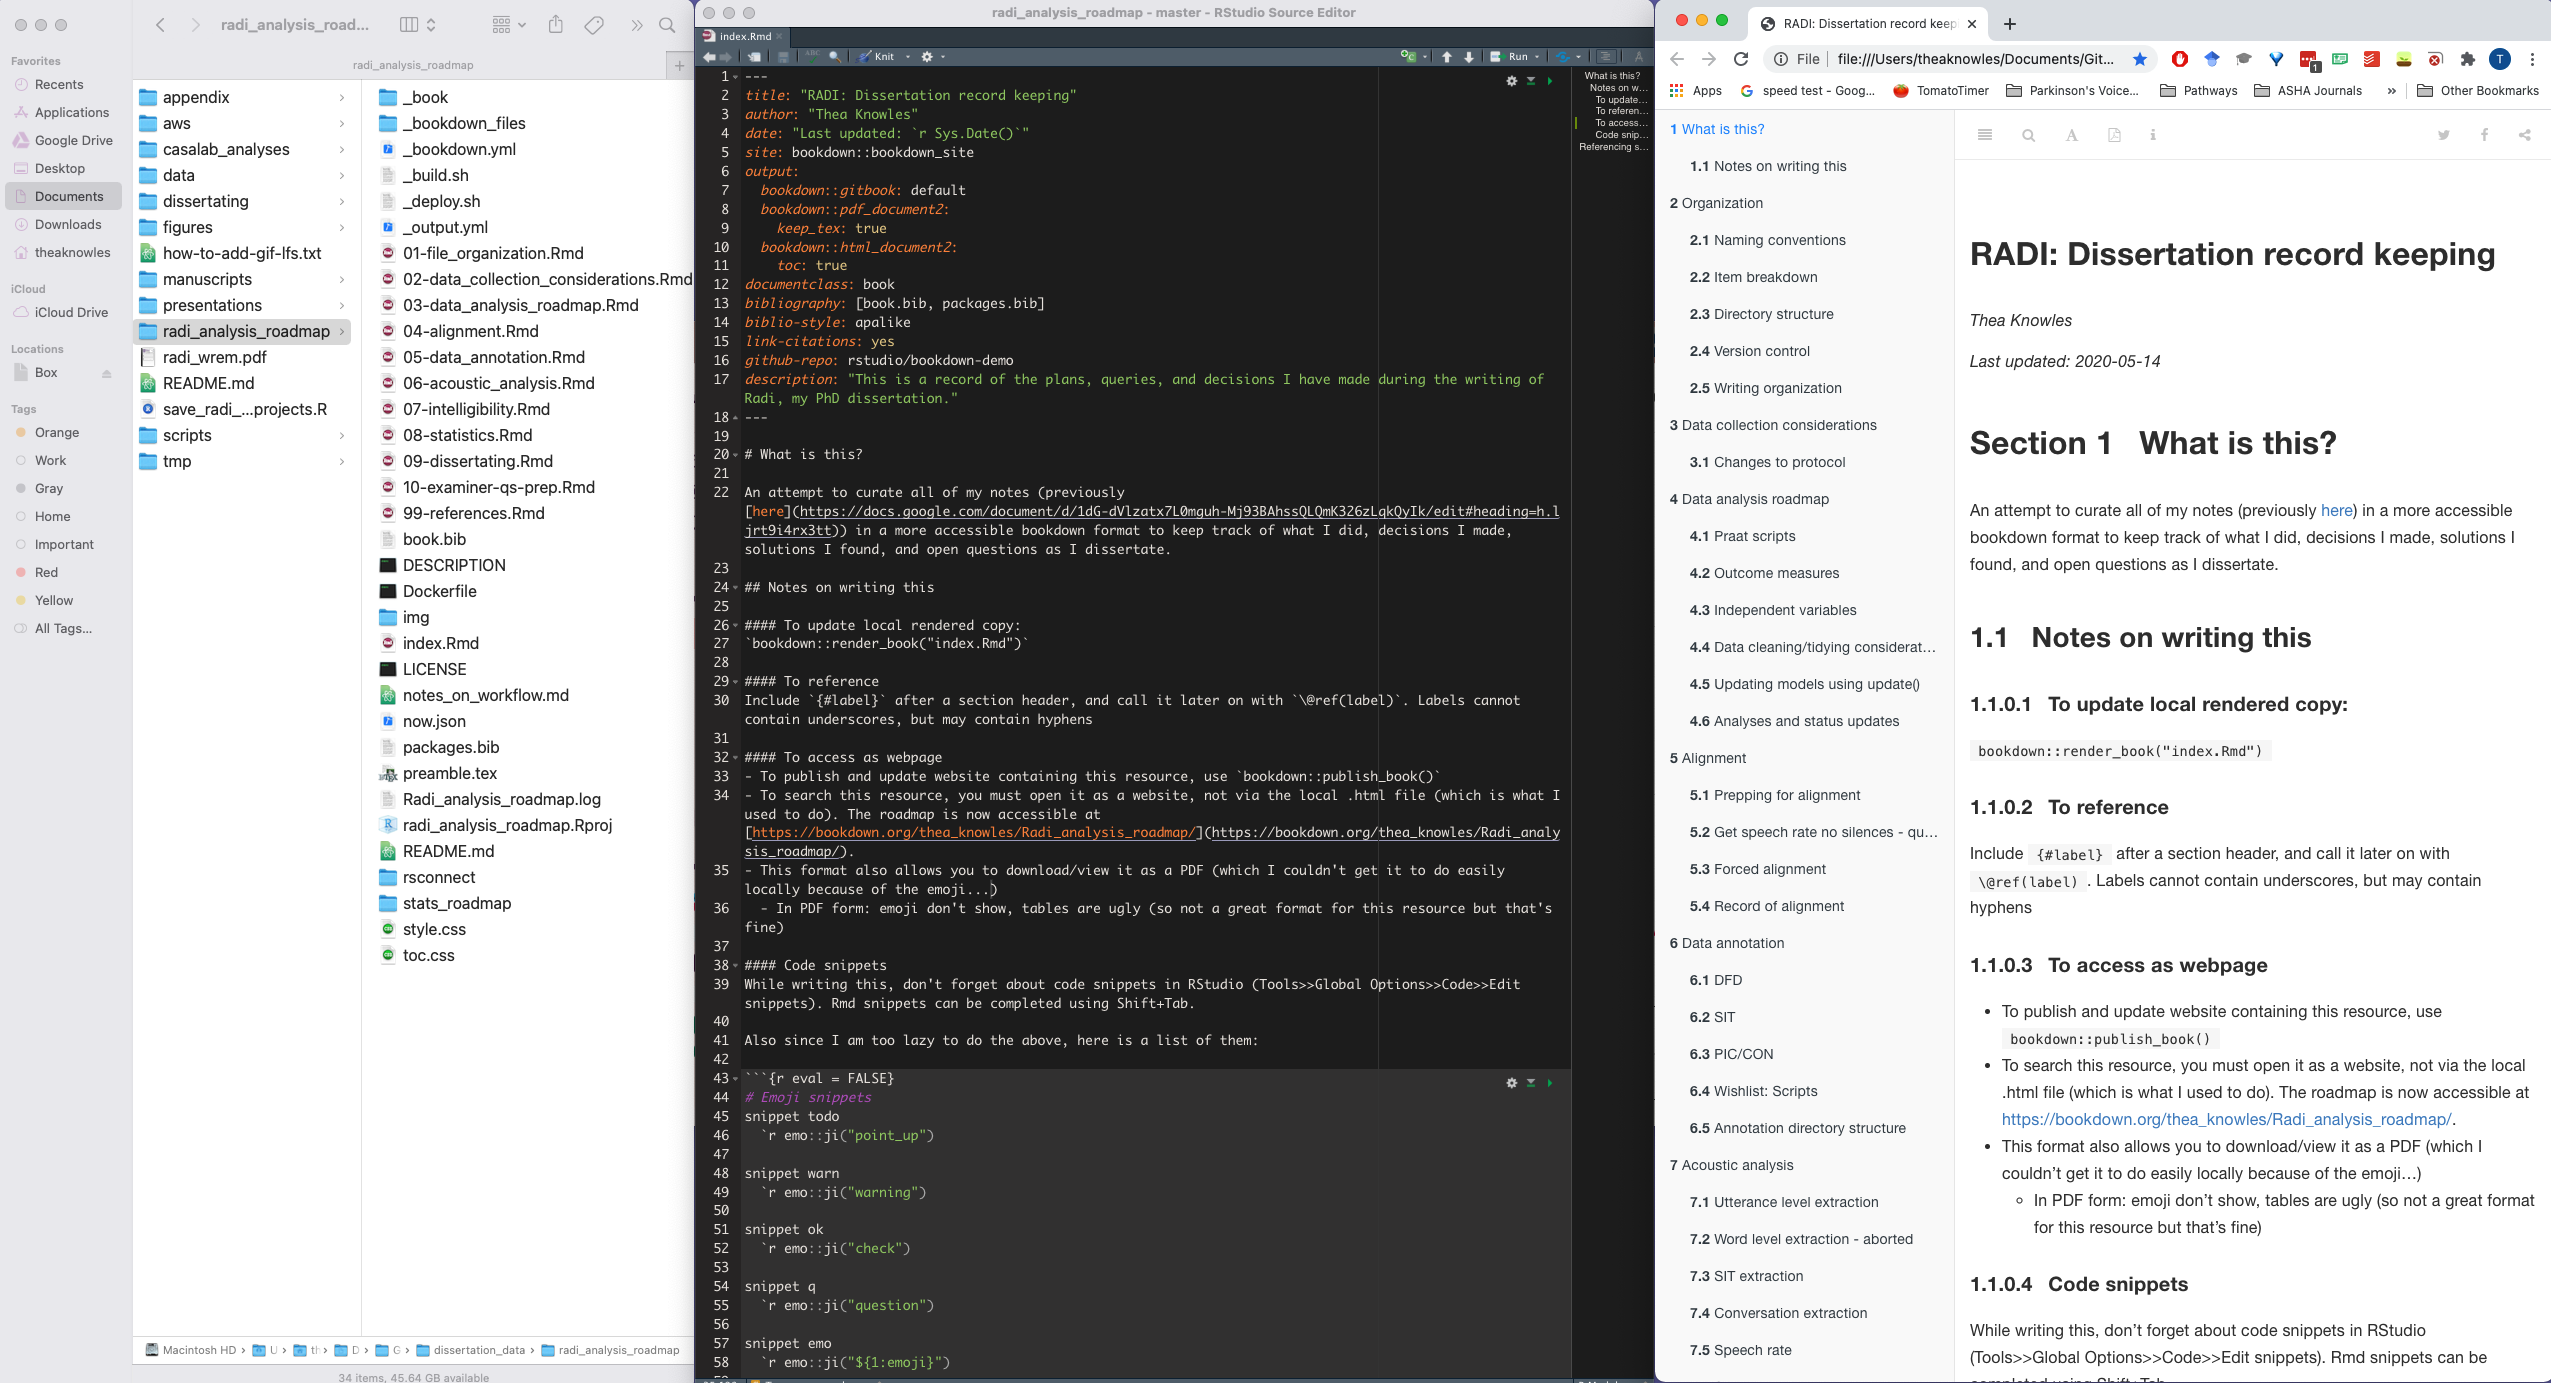 radi_analysis_road...
radi_analysis_roadmap
Favorites
Recents
Applications
Google Drive
Desktop
Documents
Downloads
theaknowles
iCloud
iCloud Drive
Locations
Box
Tags
Orange
Work
Gray
Home
Important
Red
Yellow
All Tags...
appendix
aws
casalab_analyses
data
dissertating
figures
how-to-add-gif-lfs.txt
manuscripts
presentations
radi_analysis_roadmap
radi_wrem.pdf
README.md
save_radi_...projects.R
scripts
tmp
_book
_bookdown_files
_bookdown.yml
_build.sh
_deploy.sh
_output.yml
01-file_organization.Rmd
02-data_collection_considerations.Rmd
03-data_analysis_roadmap.Rmd
04-alignment.Rmd
05-data_annotation.Rmd
06-acoustic_analysis.Rmd
07-intelligibility.Rmd
08-statistics.Rmd
09-dissertating.Rmd
10-examiner-qs-prep.Rmd
99-references.Rmd
book.bib
DESCRIPTION
Dockerfile
img
index.Rmd
LICENSE
notes_on_workflow.md
now.json
packages.bib
preamble.tex
Radi_analysis_roadmap.log
radi_analysis_roadmap.Rproj
README.md
rsconnect
stats_roadmap
style.css
toc.css
Macintosh HD › U › th › D › G › dissertation_data › radi_analysis_roadmap
34 items, 45.64 GB available
radi_analysis_roadmap - master - RStudio Source Editor
index.Rmd
Knit
Run
1 ---
2 title: "RADI: Dissertation record keeping"
3 author: "Thea Knowles"
4 date: "Last updated: `r Sys.Date()`"
5 site: bookdown::bookdown_site
6 output:
7 bookdown::gitbook: default
8 bookdown::pdf_document2:
9 keep_tex: true
10 bookdown::html_document2:
11 toc: true
12 documentclass: book
13 bibliography: [book.bib, packages.bib]
14 biblio-style: apalike
15 link-citations: yes
16 github-repo: rstudio/bookdown-demo
17 description: "This is a record of the plans, queries, and decisions I have made during the writing of
Radi, my PhD dissertation."
18 ---
19
20 # What is this?
21
22 An attempt to curate all of my notes (previously
[here](https://docs.google.com/document/d/1dG-dVlzatx7L0mguh-Mj93BAhssQLQmK326zLqkQyIk/edit#heading=h.l
jrt9i4rx3tt)) in a more accessible bookdown format to keep track of what I did, decisions I made,
solutions I found, and open questions as I dissertate.
23
24 ## Notes on writing this
25
26 #### To update local rendered copy:
27 `bookdown::render_book("index.Rmd")`
28
29 #### To reference
30 Include `{#label}` after a section header, and call it later on with `\@ref(label)`. Labels cannot
contain underscores, but may contain hyphens
31
32 #### To access as webpage
33 - To publish and update website containing this resource, use `bookdown::publish_book()`
34 - To search this resource, you must open it as a website, not via the local .html file (which is what I
used to do). The roadmap is now accessible at
[https://bookdown.org/thea_knowles/Radi_analysis_roadmap/](https://bookdown.org/thea_knowles/Radi_analy
sis_roadmap/).
35 - This format also allows you to download/view it as a PDF (which I couldn't get it to do easily
locally because of the emoji...)
36 - In PDF form: emoji don't show, tables are ugly (so not a great format for this resource but that's
fine)
37
38 #### Code snippets
39 While writing this, don't forget about code snippets in RStudio (Tools>>Global Options>>Code>>Edit
snippets). Rmd snippets can be completed using Shift+Tab.
40
41 Also since I am too lazy to do the above, here is a list of them:
42
43 ```{r eval = FALSE}
44 # Emoji snippets
45 snippet todo
46 `r emo::ji("point_up")
47
48 snippet warn
49 `r emo::ji("warning")
50
51 snippet ok
52 `r emo::ji("check")
53
54 snippet q
55 `r emo::ji("question")
56
57 snippet emo
58 `r emo::ji("${1:emoji}")
What is this?
Notes on w...
To update...
To referen...
To access...
Code snip...
Referencing s...
RADI: Dissertation record keep
File file:///Users/theaknowles/Documents/Git...
1
T
Apps
speed test - Goog...
TomatoTimer
Parkinson's Voice...
Pathways
ASHA Journals
»
Other Bookmarks
1 What is this?
1.1 Notes on writing this
2 Organization
2.1 Naming conventions
2.2 Item breakdown
2.3 Directory structure
2.4 Version control
2.5 Writing organization
3 Data collection considerations
3.1 Changes to protocol
4 Data analysis roadmap
4.1 Praat scripts
4.2 Outcome measures
4.3 Independent variables
4.4 Data cleaning/tidying considerat...
4.5 Updating models using update()
4.6 Analyses and status updates
5 Alignment
5.1 Prepping for alignment
5.2 Get speech rate no silences - qu...
5.3 Forced alignment
5.4 Record of alignment
6 Data annotation
6.1 DFD
6.2 SIT
6.3 PIC/CON
6.4 Wishlist: Scripts
6.5 Annotation directory structure
7 Acoustic analysis
7.1 Utterance level extraction
7.2 Word level extraction - aborted
7.3 SIT extraction
7.4 Conversation extraction
7.5 Speech rate
RADI: Dissertation record keeping
Thea Knowles
Last updated: 2020-05-14
Section 1 What is this?
An attempt to curate all of my notes (previously here) in a more accessible
bookdown format to keep track of what I did, decisions I made, solutions I
found, and open questions as I dissertate.
1.1 Notes on writing this
1.1.0.1 To update local rendered copy:
bookdown::render_book("index.Rmd")
1.1.0.2 To reference
Include {#label} after a section header, and call it later on with
\@ref(label) . Labels cannot contain underscores, but may contain
hyphens
1.1.0.3 To access as webpage
• To publish and update website containing this resource, use
bookdown::publish_book()
• To search this resource, you must open it as a website, not via the local
.html file (which is what I used to do). The roadmap is now accessible at
https://bookdown.org/thea_knowles/Radi_analysis_roadmap/.
• This format also allows you to download/view it as a PDF (which I
couldn't get it to do easily locally because of the emoji…)
◦ In PDF form: emoji don't show, tables are ugly (so not a great format
for this resource but that's fine)
1.1.0.4 Code snippets
While writing this, don't forget about code snippets in RStudio
(Tools>>Global Options>>Code>>Edit snippets). Rmd snippets can be
completed using Shift+Tab